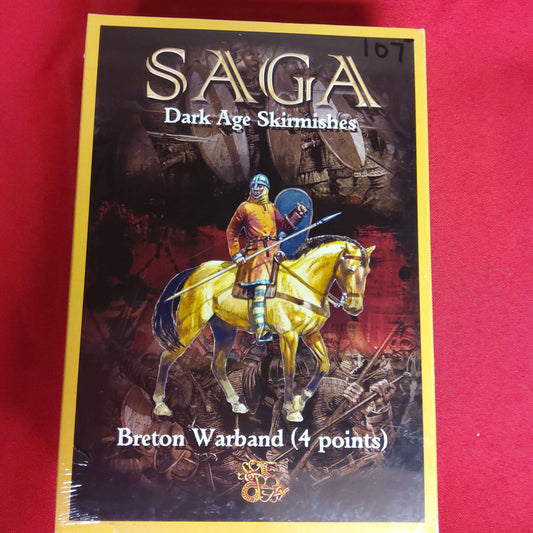 107
SAGA
Dark Age Skirmishes
Breton Warband (4 points)